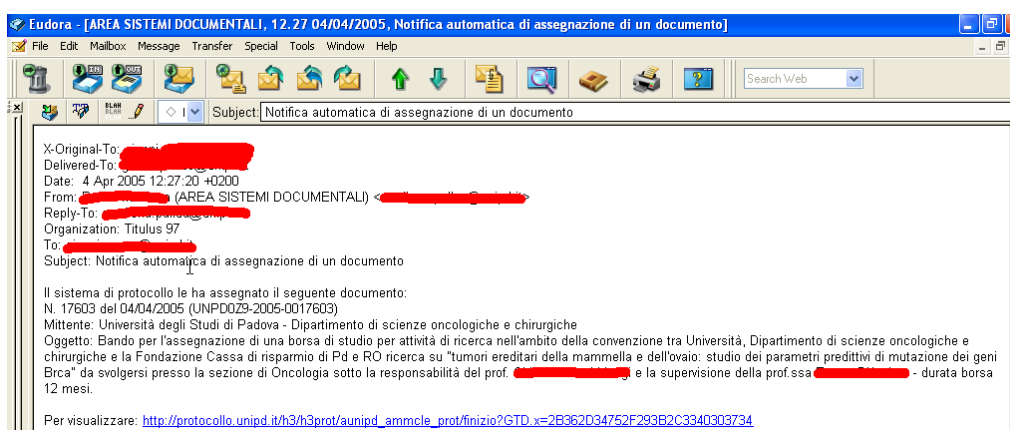 Eudora - [AREA SISTEMI DOCUMENTALI, 12.27 04/04/2005, Notifica automatica di assegnazione di un documento]
File Edit Mailbox Message Transfer Special Tools Window Help
IN OUT Search Web
BLAH BLAH Subject: Notifica automatica di assegnazione di un documento
X-Original-To:
Delivered-To:
Date: 4 Apr 2005 12:27:20 +0200
From: (AREA SISTEMI DOCUMENTALI) < >
Reply-To:
Organization: Titulus 97
To:
Subject: Notifica automatica di assegnazione di un documento
Il sistema di protocollo le ha assegnato il seguente documento:
N. 17603 del 04/04/2005 (UNPD0Z9-2005-0017603)
Mittente: Università degli Studi di Padova - Dipartimento di scienze oncologiche e chirurgiche
Oggetto: Bando per l'assegnazione di una borsa di studio per attività di ricerca nell'ambito della convenzione tra Università, Dipartimento di scienze oncologiche e
chirurgiche e la Fondazione Cassa di risparmio di Pd e RO ricerca su "tumori ereditari della mammella e dell'ovaio: studio dei parametri predittivi di mutazione dei geni
Brca" da svolgersi presso la sezione di Oncologia sotto la responsabilità del prof. e la supervisione della prof.ssa - durata borsa
12 mesi.
Per visualizzare: http://protocollo.unipd.it/h3/h3prot/aunipd_ammcle_prot/finizio?GTD.x=2B362D34752F293B2C3340303734